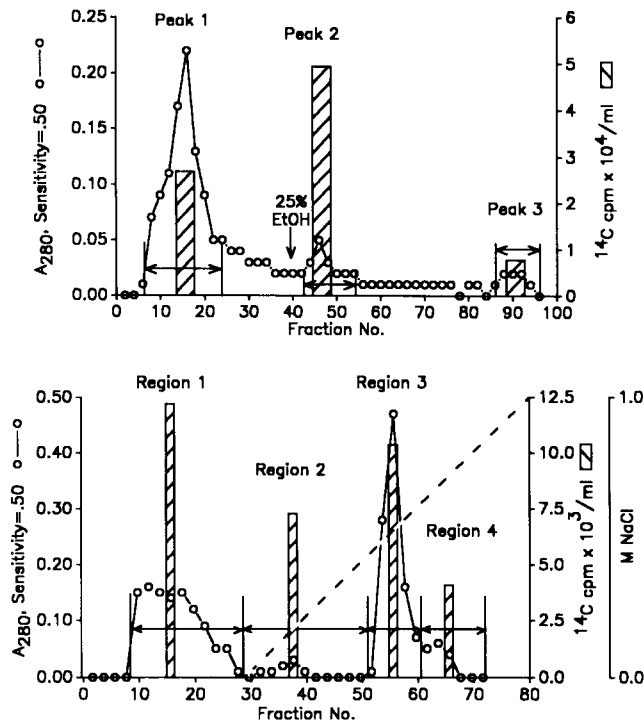 Peak 1
Peak 2
Peak 3
25%
EtOH
A280, Sensitivity=.50
0.25
0.20
0.15
0.10
0.05
0.00
6
5
4
3
2
1
0
14C cpm x 10^4/ml
0 10 20 30 40 50 60 70 80 90 100
Fraction No.
Region 1
Region 2
Region 3
Region 4
A280, Sensitivity=.50
0.50
0.40
0.30
0.20
0.10
0.00
12.5
10.0
7.5
5.0
2.5
0.0
14C cpm x 10^3/ml
1.0
0.0
M NaCl
0 10 20 30 40 50 60 70 80
Fraction No.